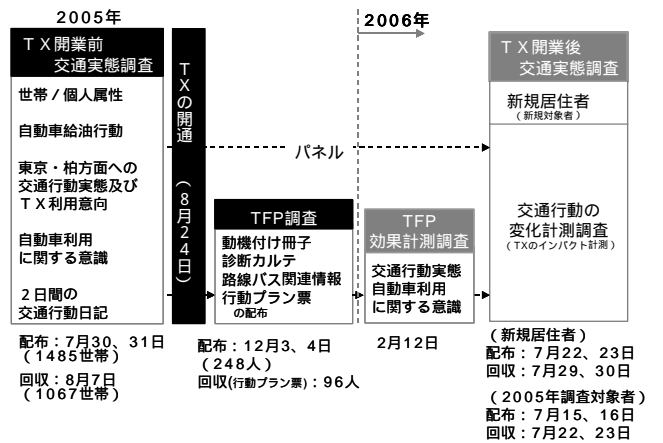 2005年
2006年
ＴＸ開業前
交通実態調査
世帯／個人属性
自動車給油行動
東京・柏方面への
交通行動実態及び
ＴＸ利用意向
自動車利用
に関する意識
２日間の
交通行動日記
配布：7月30、31日
（1485世帯）
回収：8月7日
（1067世帯）
ＴＸの開通（8月24日）
パネル
TFP調査
動機付け冊子
診断カルテ
路線バス関連情報
行動プラン票
の配布
配布：12月3、4日
（248人）
回収(行動プラン票)：96人
TFP
効果計測調査
交通行動実態
自動車利用
に関する意識
2月12日
ＴＸ開業後
交通実態調査
新規居住者
（新規対象者）
交通行動の
変化計測調査
（TXのインパクト計測）
（新規居住者）
配布：7月22、23日
回収：7月29、30日
（2005年調査対象者）
配布：7月15、16日
回収：7月22、23日